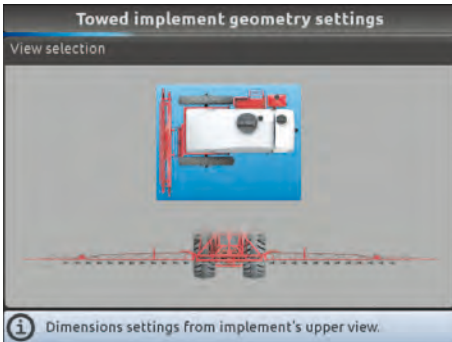 Towed implement geometry settings
View selection
Dimensions settings from implement's upper view.